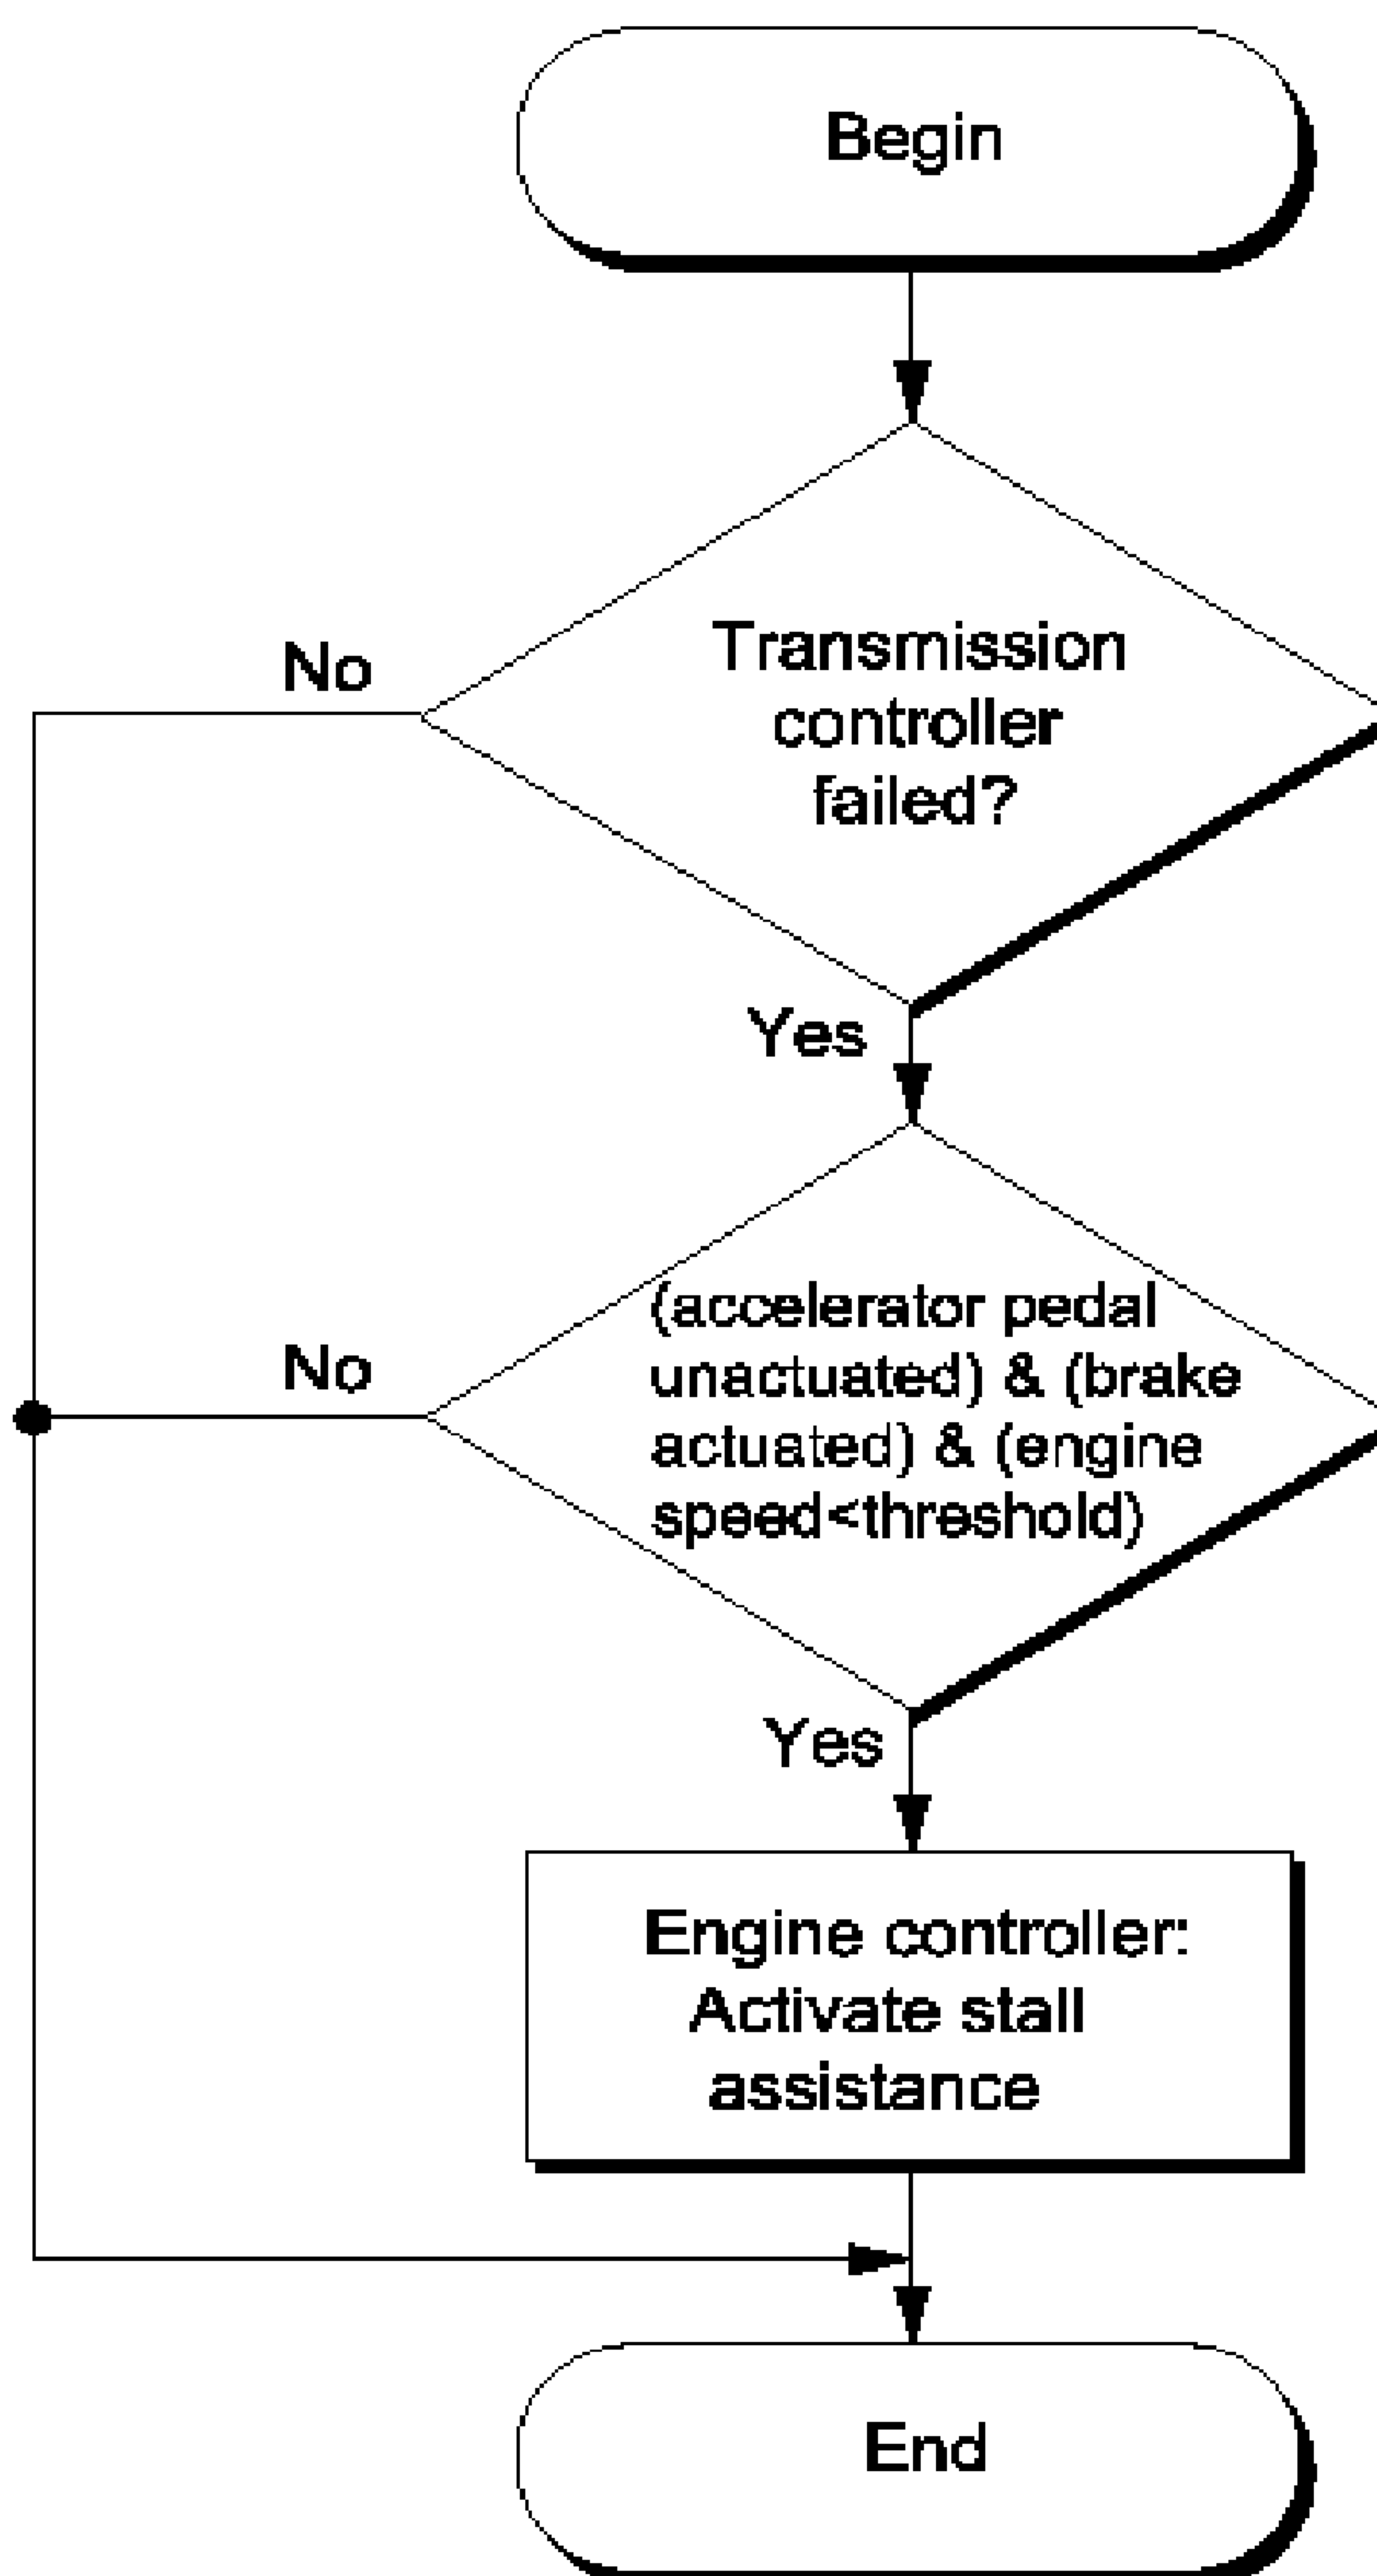 Begin
Transmission
controller
failed?
No
Yes
(accelerator pedal
unactuated) & (brake
actuated) & (engine
speed<threshold)
No
Yes
Engine controller:
Activate stall
assistance
End